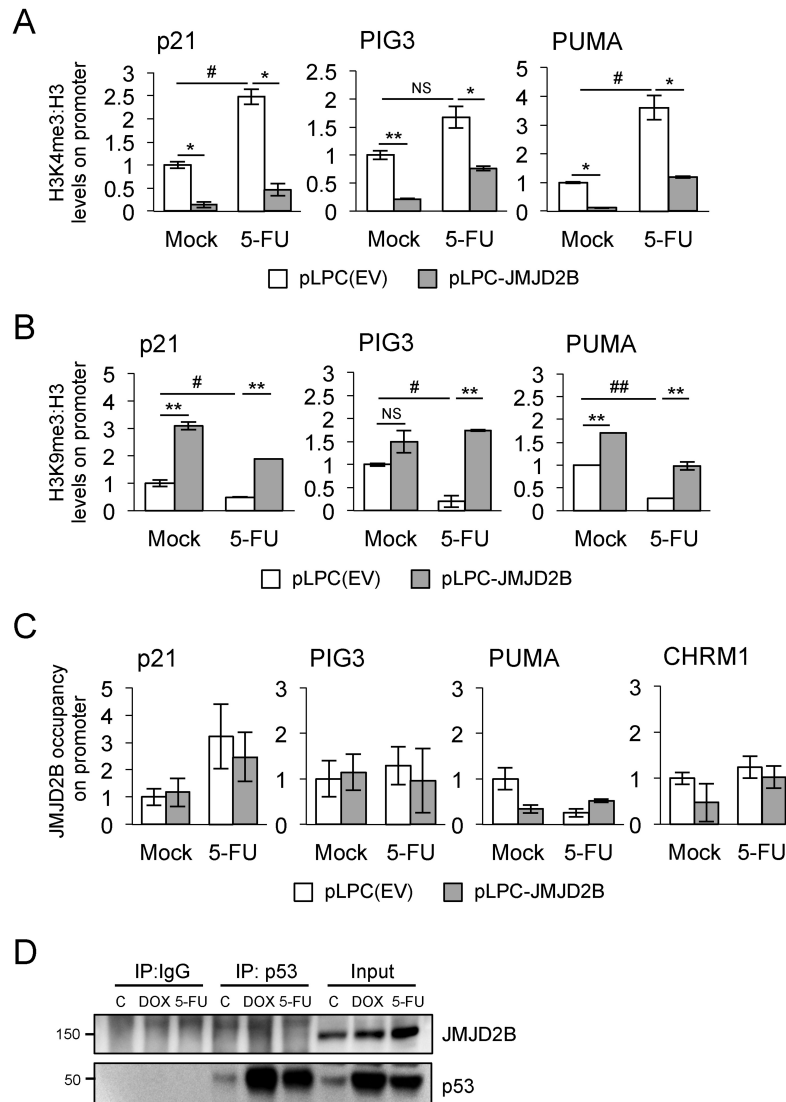 A
p21 PIG3 PUMA
H3K4me3:H3
levels on promoter
3
2.5
2
1.5
1
0.5
0
# * *
2.5
2
1.5
1
0.5
0
NS * **
5
4
3
2
1
0
# * *
Mock 5-FU Mock 5-FU Mock 5-FU
pLPC(EV) pLPC-JMJD2B
B
p21 PIG3 PUMA
H3K9me3:H3
levels on promoter
5
4
3
2
1
0
# ** **
3
2.5
2
1.5
1
0.5
0
# ** NS
3
2.5
2
1.5
1
0.5
0
## ** **
Mock 5-FU Mock 5-FU Mock 5-FU
pLPC(EV) pLPC-JMJD2B
C
p21 PIG3 PUMA CHRM1
JMJD2B occupancy
on promoter
5
4
3
2
1
0
3
2
1
0
3
2
1
0
3
2
1
0
Mock 5-FU Mock 5-FU Mock 5-FU Mock 5-FU
pLPC(EV) pLPC-JMJD2B
D
IP:IgG IP: p53 Input
C DOX 5-FU C DOX 5-FU C DOX 5-FU
150 JMJD2B
50 p53